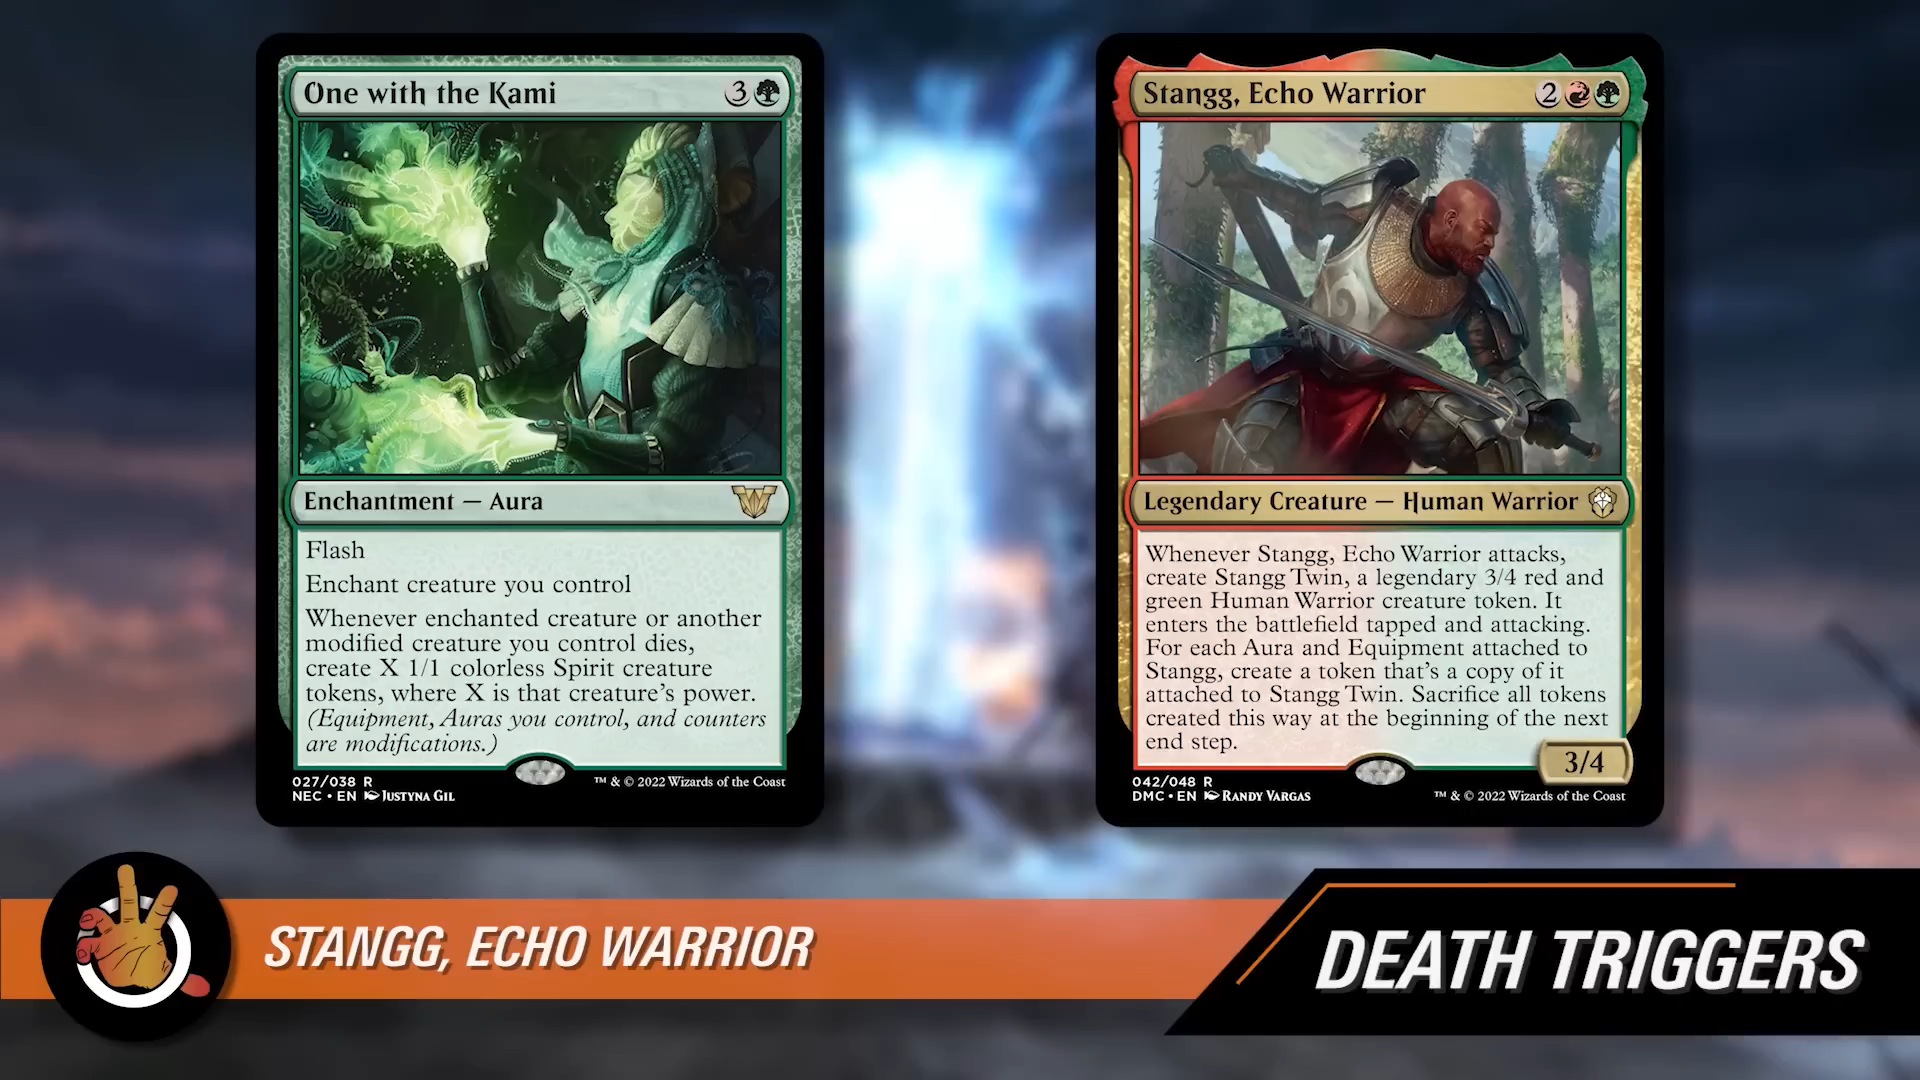 One with the Kami 3
Enchantment — Aura
Flash
Enchant creature you control
Whenever enchanted creature or another
modified creature you control dies,
create X 1/1 colorless Spirit creature
tokens, where X is that creature's power.
(Equipment, Auras you control, and counters
are modifications.)
027/038 R
NEC • EN JUSTYNA GIL
™ & © 2022 Wizards of the Coast
Stangg, Echo Warrior 2
Legendary Creature — Human Warrior
Whenever Stangg, Echo Warrior attacks,
create Stangg Twin, a legendary 3/4 red and
green Human Warrior creature token. It
enters the battlefield tapped and attacking.
For each Aura and Equipment attached to
Stangg, create a token that's a copy of it
attached to Stangg Twin. Sacrifice all tokens
created this way at the beginning of the next
end step.
3/4
042/048 R
DMC • EN RANDY VARGAS
™ & © 2022 Wizards of the Coast
STANGG, ECHO WARRIOR
DEATH TRIGGERS